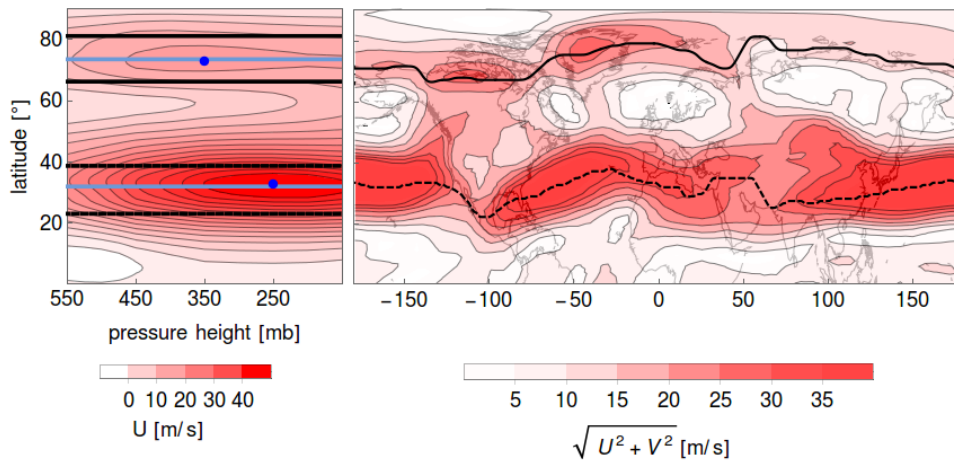 latitude [°]
80
60
40
20
550 450 350 250
−150 −100 −50 0 50 100 150
pressure height [mb]
0 10 20 30 40
U [m/s]
5 10 15 20 25 30 35
√U² + V² [m/s]